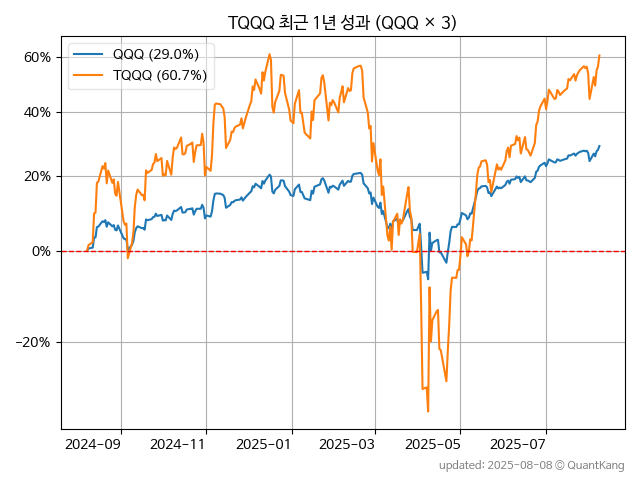 TQQQ 최근 1년 성과 (QQQ × 3)
QQQ (29.0%)
TQQQ (60.7%)
60%
40%
20%
0%
−20%
2024-09 2024-11 2025-01 2025-03 2025-05 2025-07
updated: 2025-08-08 © QuantKang